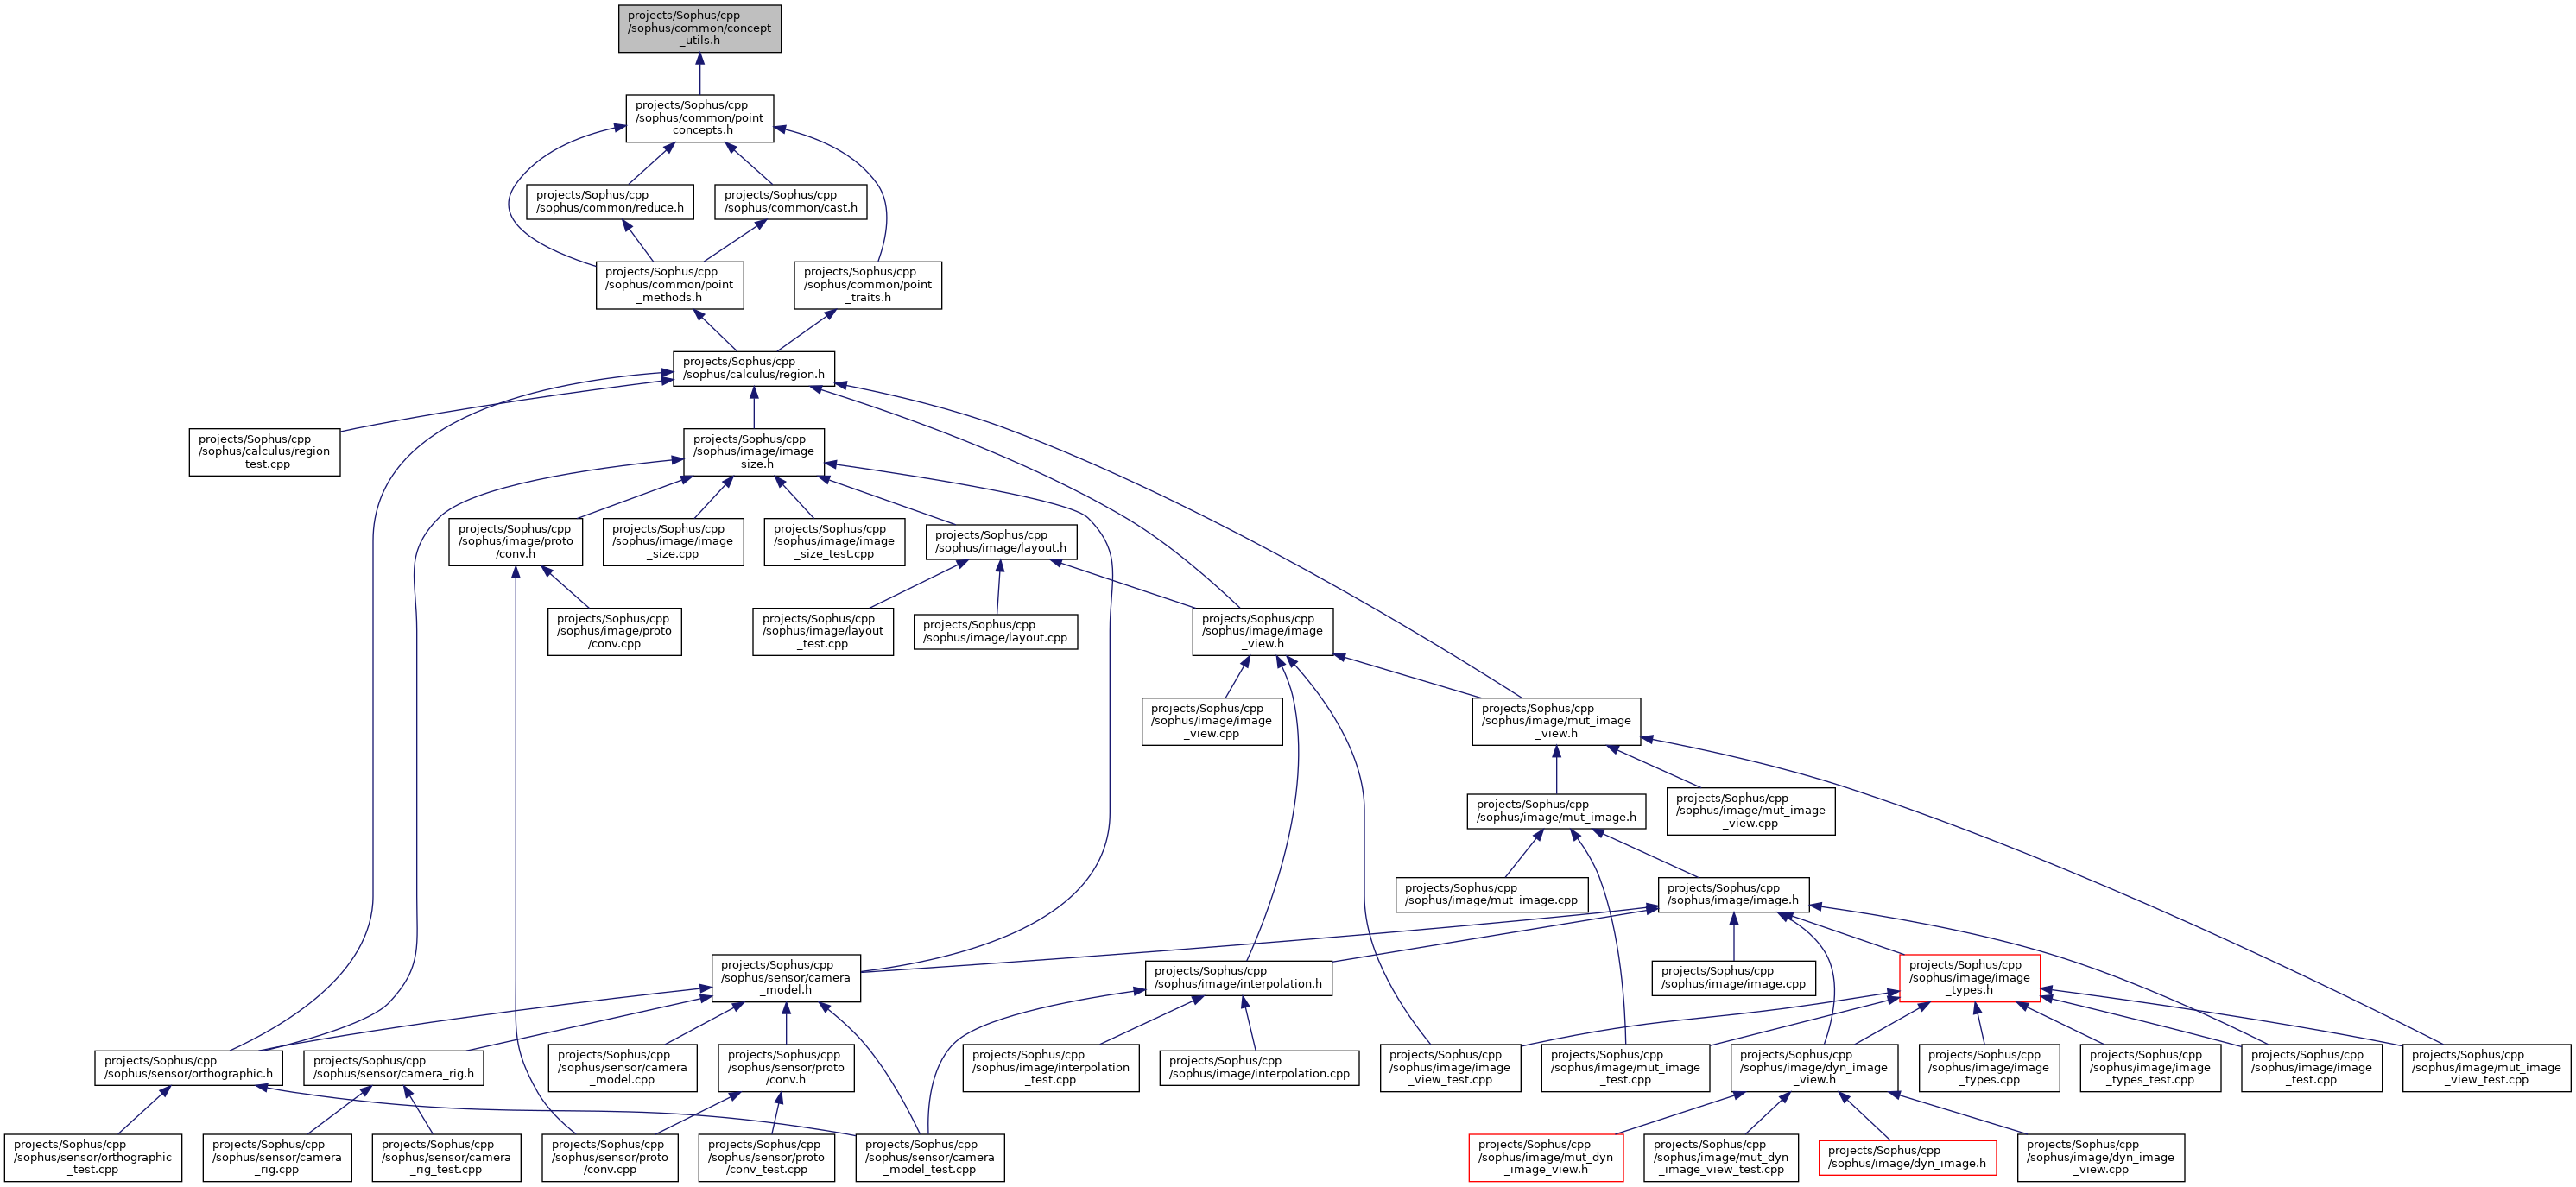 projects/Sophus/cpp
/sophus/common/concept
_utils.h
projects/Sophus/cpp
/sophus/common/point
_concepts.h
projects/Sophus/cpp
/sophus/common/reduce.h
projects/Sophus/cpp
/sophus/common/cast.h
projects/Sophus/cpp
/sophus/common/point
_methods.h
projects/Sophus/cpp
/sophus/common/point
_traits.h
projects/Sophus/cpp
/sophus/calculus/region.h
projects/Sophus/cpp
/sophus/calculus/region
_test.cpp
projects/Sophus/cpp
/sophus/image/image
_size.h
projects/Sophus/cpp
/sophus/image/proto
/conv.h
projects/Sophus/cpp
/sophus/image/image
_size.cpp
projects/Sophus/cpp
/sophus/image/image
_size_test.cpp
projects/Sophus/cpp
/sophus/image/layout.h
projects/Sophus/cpp
/sophus/image/proto
/conv.cpp
projects/Sophus/cpp
/sophus/image/layout
_test.cpp
projects/Sophus/cpp
/sophus/image/layout.cpp
projects/Sophus/cpp
/sophus/image/image
_view.h
projects/Sophus/cpp
/sophus/image/image
_view.cpp
projects/Sophus/cpp
/sophus/image/mut_image
_view.h
projects/Sophus/cpp
/sophus/image/mut_image.h
projects/Sophus/cpp
/sophus/image/mut_image
_view.cpp
projects/Sophus/cpp
/sophus/image/mut_image.cpp
projects/Sophus/cpp
/sophus/image/image.h
projects/Sophus/cpp
/sophus/sensor/camera
_model.h
projects/Sophus/cpp
/sophus/image/interpolation.h
projects/Sophus/cpp
/sophus/image/image.cpp
projects/Sophus/cpp
/sophus/image/image
_types.h
projects/Sophus/cpp
/sophus/sensor/orthographic.h
projects/Sophus/cpp
/sophus/sensor/camera_rig.h
projects/Sophus/cpp
/sophus/sensor/camera
_model.cpp
projects/Sophus/cpp
/sophus/sensor/proto
/conv.h
projects/Sophus/cpp
/sophus/image/interpolation
_test.cpp
projects/Sophus/cpp
/sophus/image/interpolation.cpp
projects/Sophus/cpp
/sophus/image/image
_view_test.cpp
projects/Sophus/cpp
/sophus/image/mut_image
_test.cpp
projects/Sophus/cpp
/sophus/image/dyn_image
_view.h
projects/Sophus/cpp
/sophus/image/image
_types.cpp
projects/Sophus/cpp
/sophus/image/image
_types_test.cpp
projects/Sophus/cpp
/sophus/image/image
_test.cpp
projects/Sophus/cpp
/sophus/image/mut_image
_view_test.cpp
projects/Sophus/cpp
/sophus/sensor/orthographic
_test.cpp
projects/Sophus/cpp
/sophus/sensor/camera
_rig.cpp
projects/Sophus/cpp
/sophus/sensor/camera
_rig_test.cpp
projects/Sophus/cpp
/sophus/sensor/proto
/conv.cpp
projects/Sophus/cpp
/sophus/sensor/proto
/conv_test.cpp
projects/Sophus/cpp
/sophus/sensor/camera
_model_test.cpp
projects/Sophus/cpp
/sophus/image/mut_dyn
_image_view.h
projects/Sophus/cpp
/sophus/image/mut_dyn
_image_view_test.cpp
projects/Sophus/cpp
/sophus/image/dyn_image.h
projects/Sophus/cpp
/sophus/image/dyn_image
_view.cpp